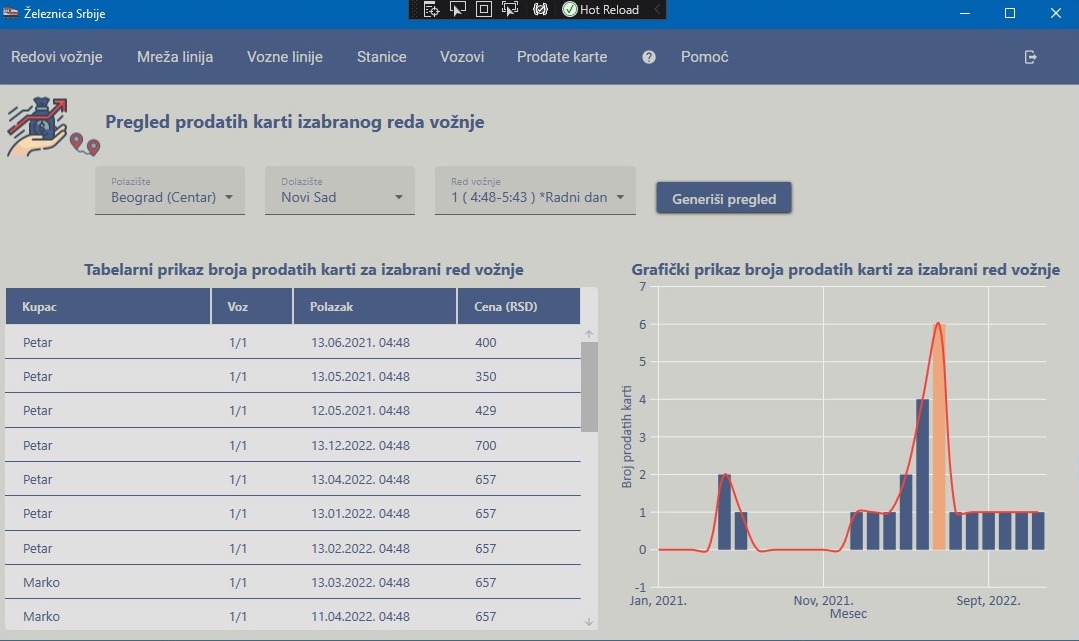 Železnica Srbije
Hot Reload
Redovi vožnje Mreža linija Vozne linije Stanice Vozovi Prodate karte ? Pomoć
Pregled prodatih karti izabranog reda vožnje
Polazište Dolazište Red vožnje
Beograd (Centar) Novi Sad 1 ( 4:48-5:43 ) *Radni dan
Generiši pregled
Tabelarni prikaz broja prodatih karti za izabrani red vožnje
Kupac Voz Polazak Cena (RSD)
Petar 1/1 13.06.2021. 04:48 400
Petar 1/1 13.05.2021. 04:48 350
Petar 1/1 12.05.2021. 04:48 429
Petar 1/1 13.12.2022. 04:48 700
Petar 1/1 13.04.2022. 04:48 657
Petar 1/1 13.01.2022. 04:48 657
Petar 1/1 13.02.2022. 04:48 657
Marko 1/1 13.03.2022. 04:48 657
Marko 1/1 11.04.2022. 04:48 657
Grafički prikaz broja prodatih karti za izabrani red vožnje
Broj prodatih karti
7
6
5
4
3
2
1
0
-1
Jan, 2021. Nov, 2021. Sept, 2022.
Mesec